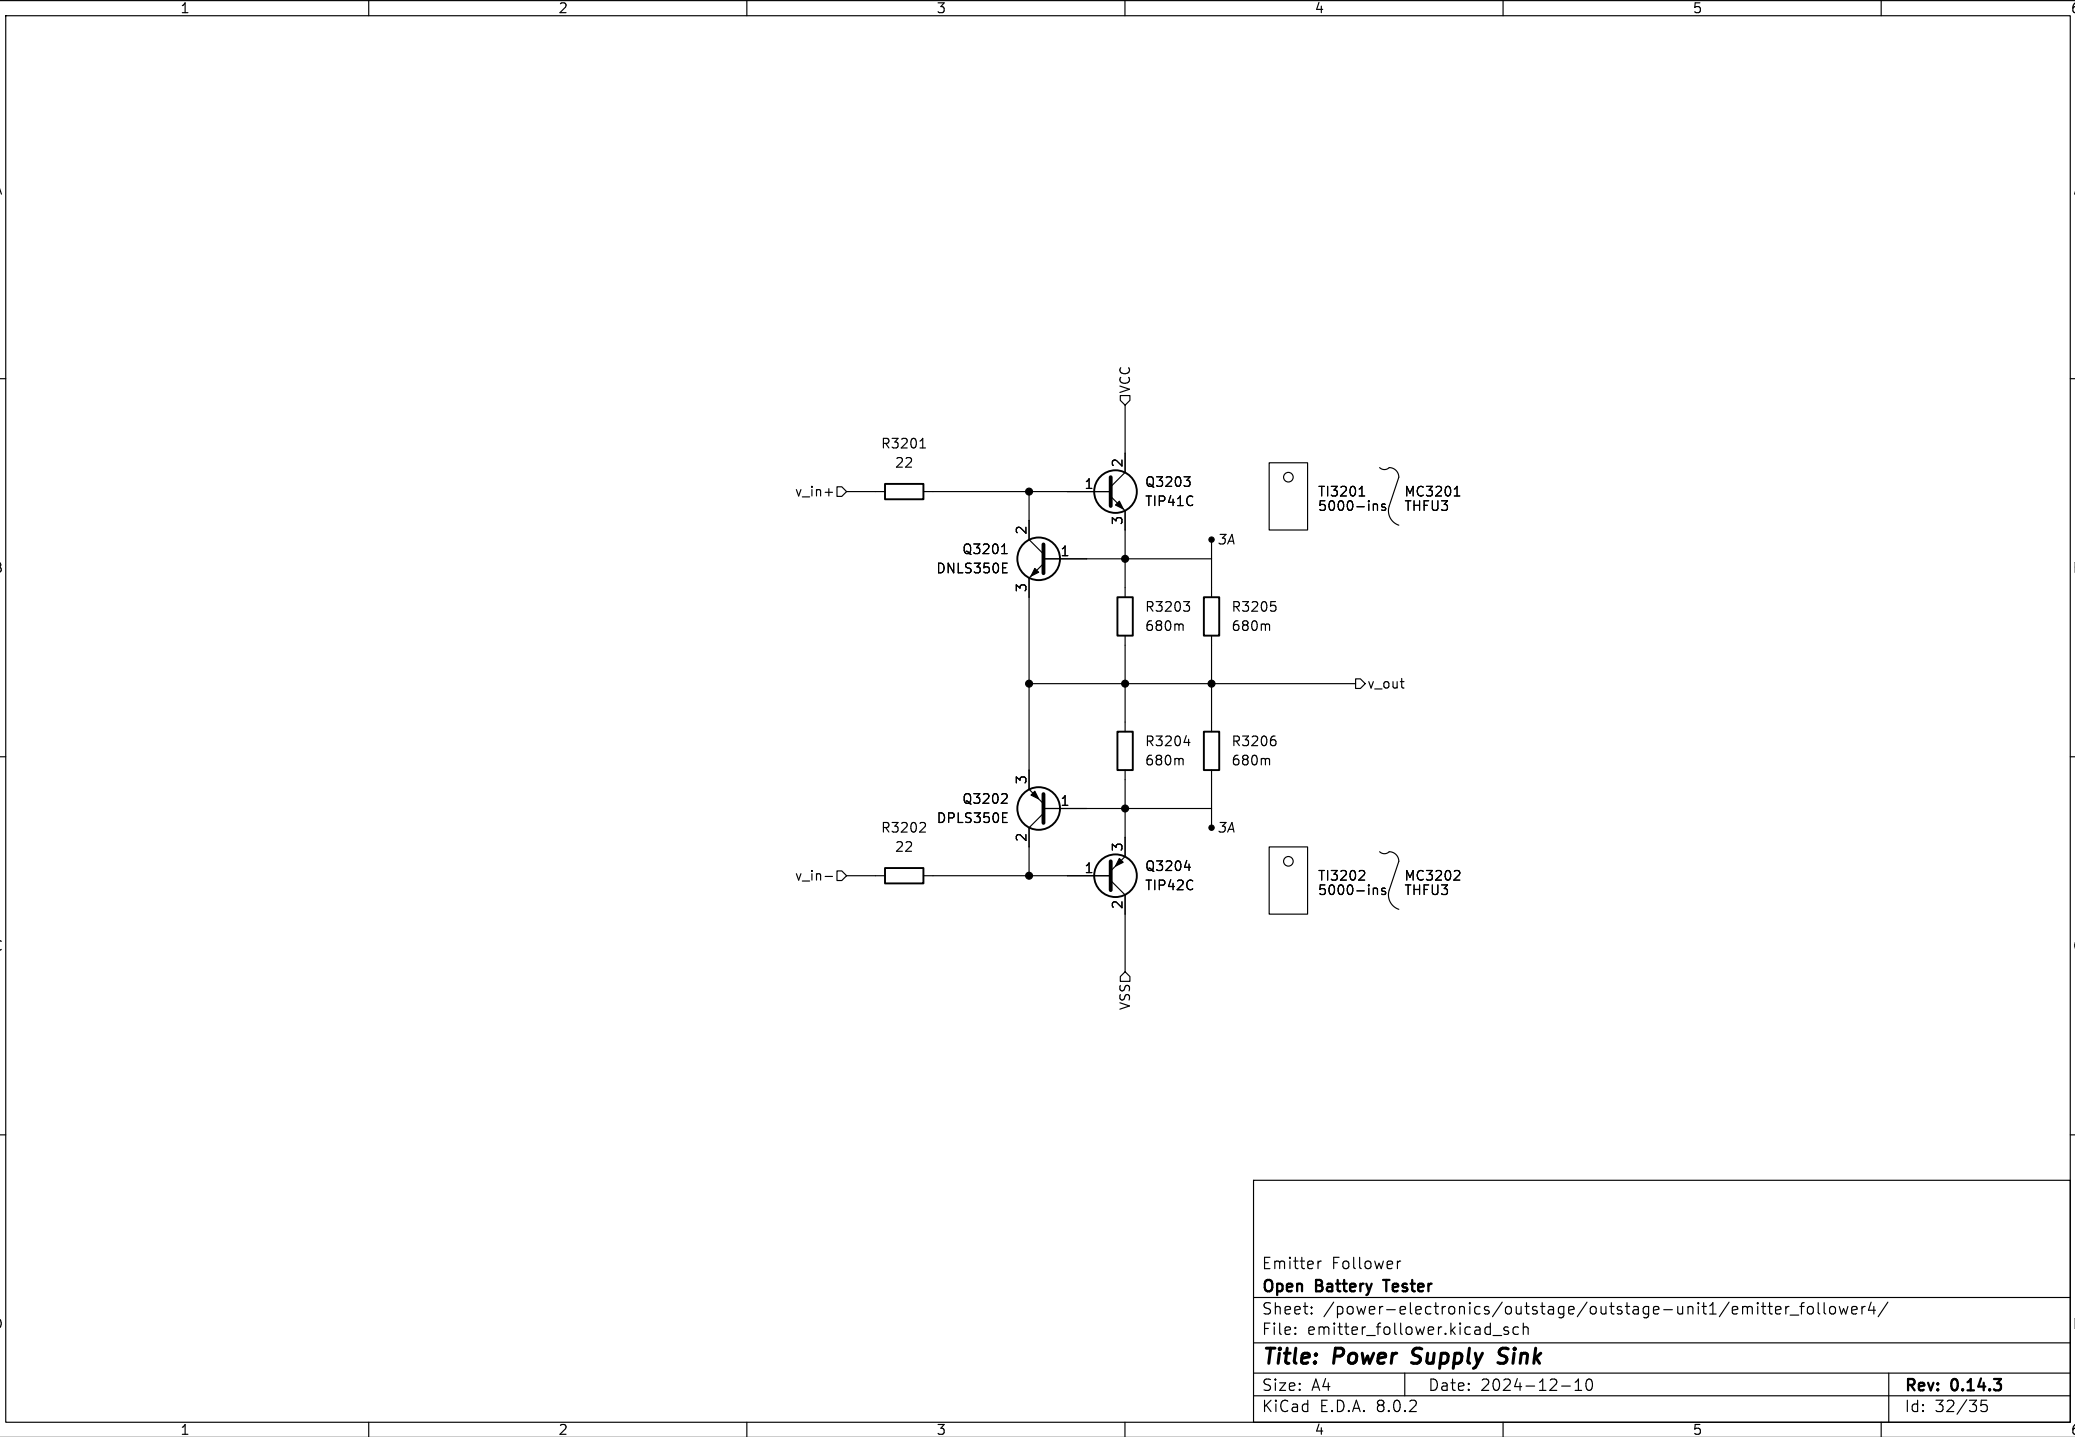 1 2 3 4 5 6
VCC
R3201
22
v_in+
1
2
3
Q3203
TIP41C
TI3201
5000-ins
MC3201
THFU3
2
Q3201
DNLS350E
1
3
3A
R3203
680m
R3205
680m
v_out
R3204
680m
R3206
680m
3
Q3202
DPLS350E
1
2
3A
R3202
22
v_in-
1
3
2
Q3204
TIP42C
TI3202
5000-ins
MC3202
THFU3
VSS
Emitter Follower
Open Battery Tester
Sheet: /power-electronics/outstage/outstage-unit1/emitter_follower4/
File: emitter_follower.kicad_sch
Title: Power Supply Sink
Size: A4 Date: 2024-12-10 Rev: 0.14.3
KiCad E.D.A. 8.0.2 Id: 32/35
1 2 3 4 5 6